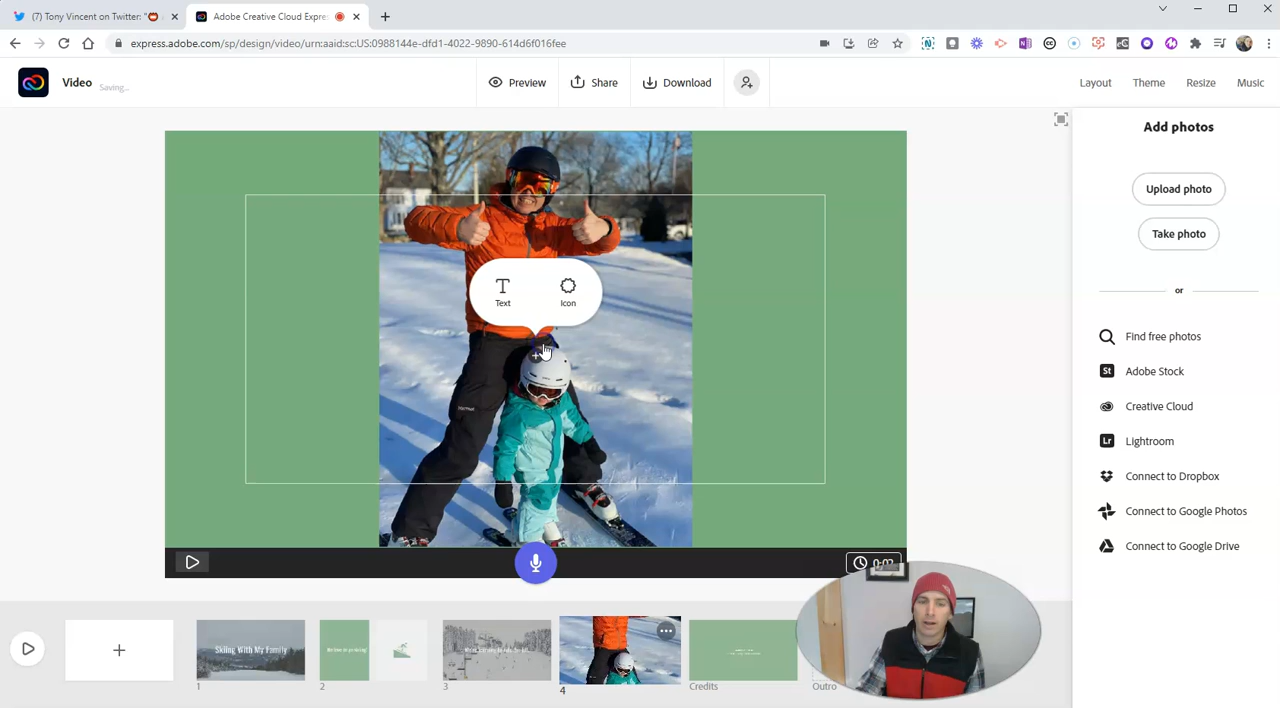 (7) Tony Vincent on Twitter: "
Adobe Creative Cloud Expre
express.adobe.com/sp/design/video/urn:aaid:sc:US:0988144e-dfd1-4022-9890-614d6f016fee
Video Saving...
Preview
Share
Download
Layout
Theme
Resize
Music
Add photos
Upload photo
Take photo
or
Find free photos
St Adobe Stock
Creative Cloud
Lr Lightroom
Connect to Dropbox
Connect to Google Photos
Connect to Google Drive
Text
Icon
Skiing With My Family
1
2
3
4
Credits
Outro